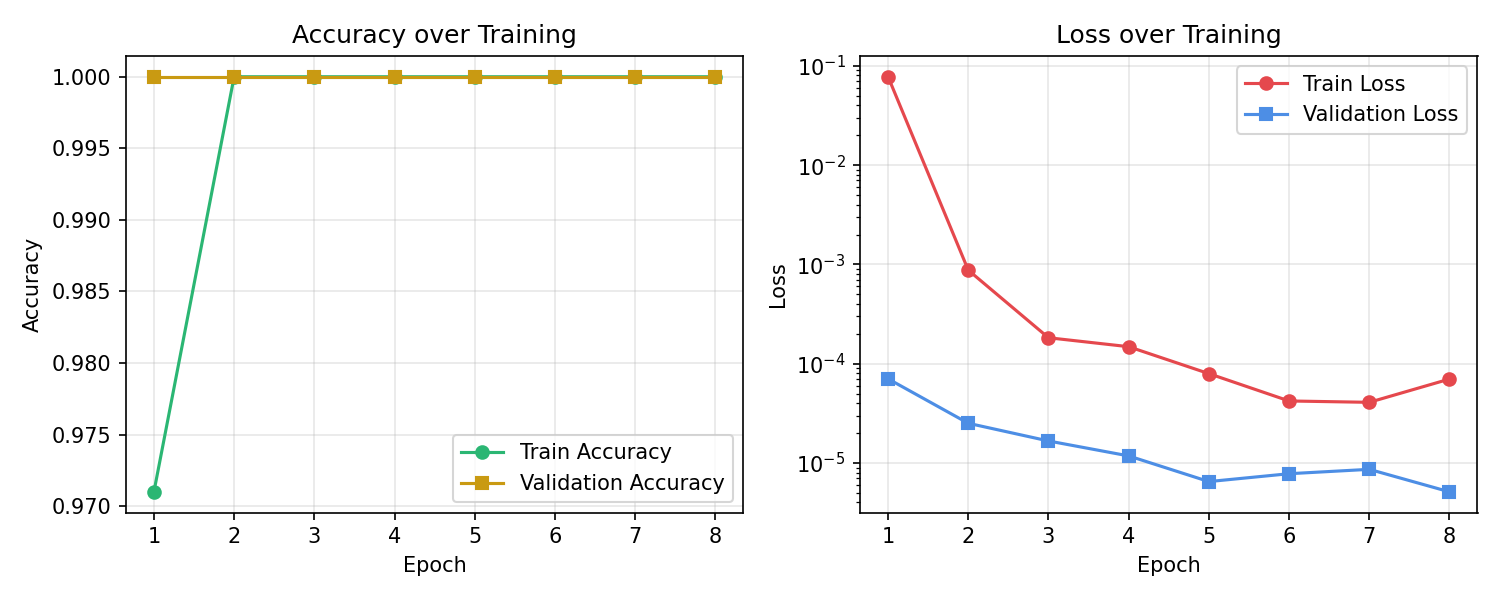 Accuracy over Training
1.000
0.995
0.990
0.985
0.980
0.975
0.970
Accuracy
1 2 3 4 5 6 7 8
Epoch
Train Accuracy
Validation Accuracy
Loss over Training
10⁻¹
10⁻²
10⁻³
10⁻⁴
10⁻⁵
Loss
1 2 3 4 5 6 7 8
Epoch
Train Loss
Validation Loss